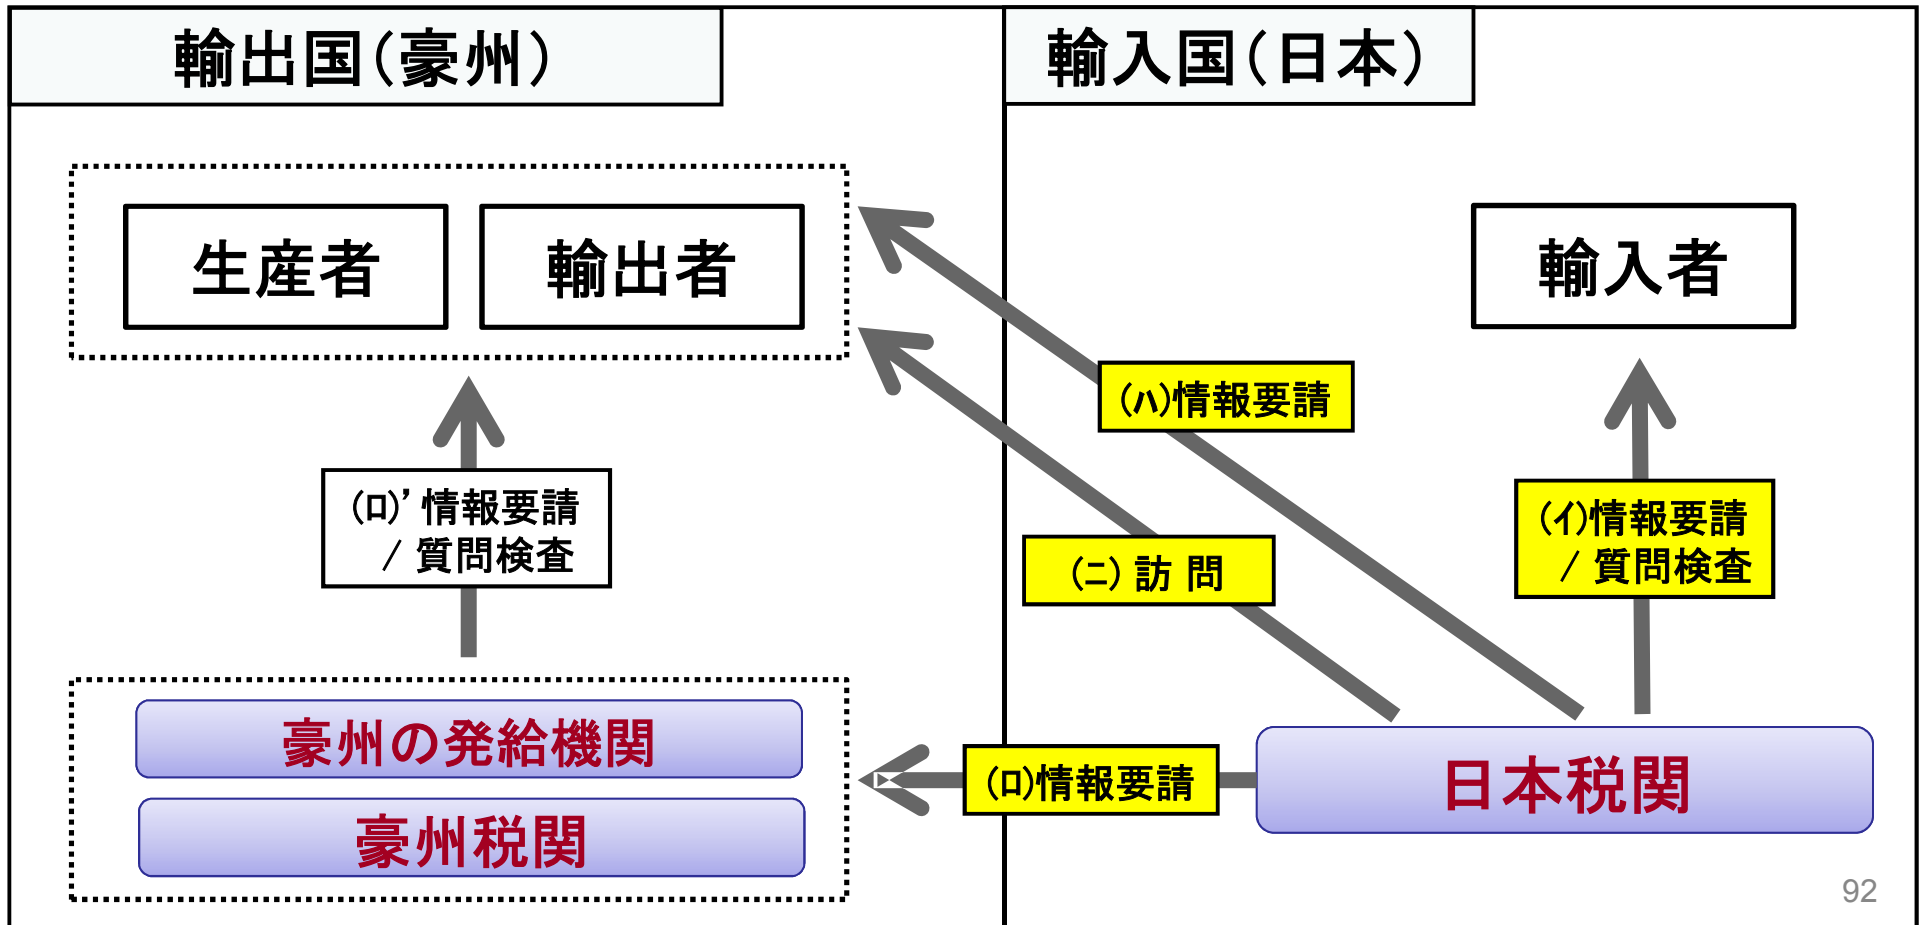 輸出国（豪州）
輸入国（日本）
生産者
輸出者
輸入者
(ハ)情報要請
(ロ)’情報要請
/ 質問検査
(イ)情報要請
/ 質問検査
(ニ) 訪 問
豪州の発給機関
豪州税関
(ロ)情報要請
日本税関
92